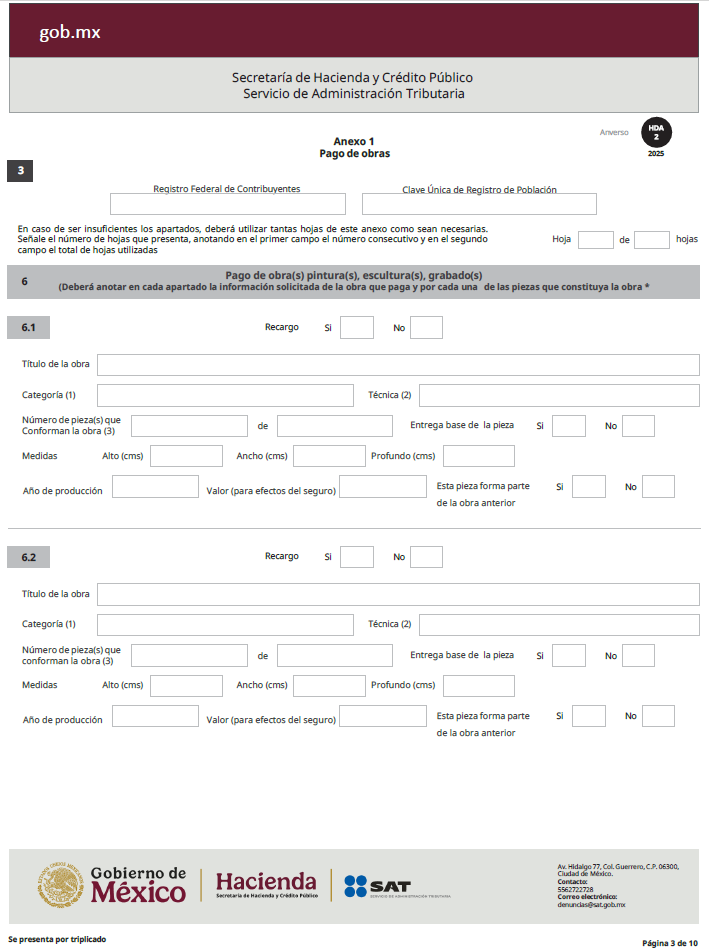 gob.mx
Secretaría de Hacienda y Crédito Público
Servicio de Administración Tributaria
Anverso
HDA
2
2025
Anexo 1
Pago de obras
3
Registro Federal de Contribuyentes
Clave Única de Registro de Población
En caso de ser insuficientes los apartados, deberá utilizar tantas hojas de este anexo como sean necesarias.
Señale el número de hojas que presenta, anotando en el primer campo el número consecutivo y en el segundo
campo el total de hojas utilizadas
Hoja de hojas
6
Pago de obra(s) pintura(s), escultura(s), grabado(s)
(Deberá anotar en cada apartado la información solicitada de la obra que paga y por cada una de las piezas que constituya la obra *
6.1 Recargo Si No
Título de la obra
Categoría (1) Técnica (2)
Número de pieza(s) que
Conforman la obra (3)
de Entrega base de la pieza Si No
Medidas Alto (cms) Ancho (cms) Profundo (cms)
Año de producción Valor (para efectos del seguro)
Esta pieza forma parte
de la obra anterior
Si No
6.2 Recargo Si No
Título de la obra
Categoría (1) Técnica (2)
Número de pieza(s) que
conforman la obra (3)
de Entrega base de la pieza Si No
Medidas Alto (cms) Ancho (cms) Profundo (cms)
Año de producción Valor (para efectos del seguro)
Esta pieza forma parte
de la obra anterior
Si No
Gobierno de
México
Hacienda
Secretaría de Hacienda y Crédito Público
SAT
SERVICIO DE ADMINISTRACIÓN TRIBUTARIA
Av. Hidalgo 77, Col. Guerrero, C.P. 06300,
Ciudad de México.
Contacto:
5562722728
Correo electrónico:
denuncias@sat.gob.mx
Se presenta por triplicado
Página 3 de 10